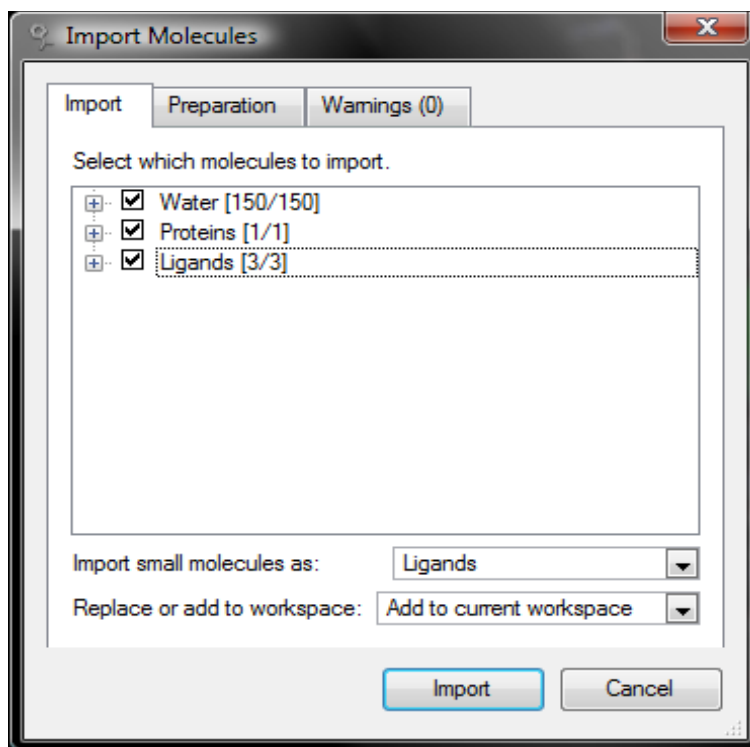 Import Molecules
Import Preparation Warnings (0)
Select which molecules to import.
Water [150/150]
Proteins [1/1]
Ligands [3/3]
Import small molecules as: Ligands
Replace or add to workspace: Add to current workspace
Import Cancel